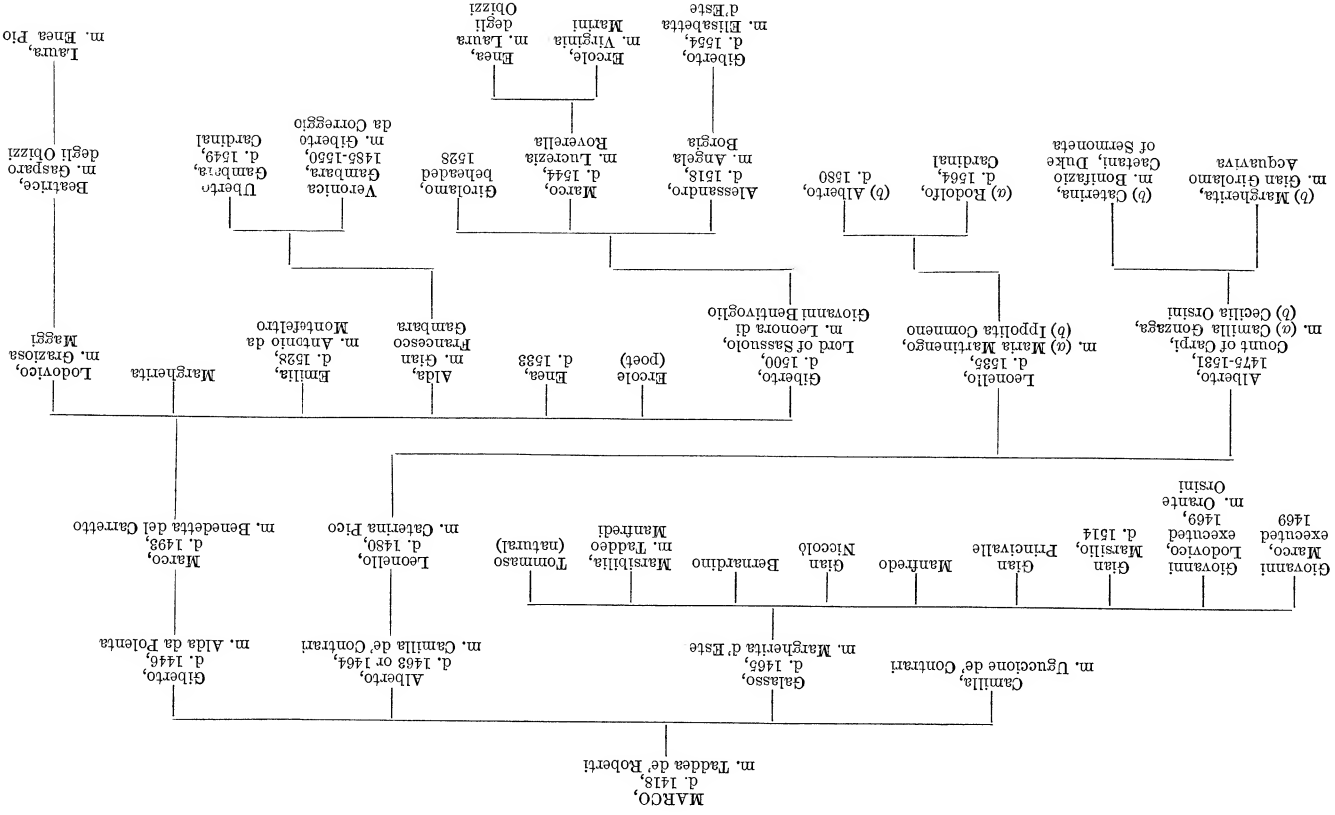 MARCO,
d. 1418,
m. Taddea de' Roberti
Camilla,
m. Uguccione de' Contrari
Galasso,
d. 1465,
m. Margherita d'Este
Alberto,
d. 1463 or 1464,
m. Camilla de' Contrari
Giberto,
d. 1446,
m. Alda da Polenta
Giovanni
Marco,
executed
1469
Giovanni
Lodovico,
executed
1469,
m. Orante
Orsini
Gian
Marsilio,
d. 1514
Gian
Princivalle
Manfredo
Gian
Niccolò
Bernardino
Marsibilia,
m. Taddeo
Manfredi
Tommaso
(natural)
Leonello,
d. 1480,
m. Caterina Pico
Marco,
d. 1493,
m. Benedetta del Carretto
Alberto,
1475-1531,
Count of Carpi,
m. (a) Camilla Gonzaga,
(b) Cecilia Orsini
Leonello,
d. 1535,
m. (a) Maria Martinengo,
(b) Ippolita Comneno
Giberto,
d. 1500,
Lord of Sassuolo,
m. Leonora di
Giovanni Bentivoglio
Ercole
(poet)
Enea,
d. 1533
Alda,
m. Gian
Francesco
Gambara
Emilia,
d. 1528,
m. Antonio da
Montefeltro
Margherita
Lodovico,
m. Graziosa
Maggi
(b) Margherita,
m. Gian Girolamo
Acquaviva
(b) Caterina,
m. Bonifazio
Caetani, Duke
of Sermoneta
(a) Rodolfo,
d. 1564,
Cardinal
(b) Alberto,
d. 1580
Alessandro,
d. 1518,
m. Angela
Borgia
Marco,
d. 1544,
m. Lucrezia
Roverella
Girolamo,
beheaded
1528
Veronica
Gambara,
1485-1550,
m. Giberto
da Correggio
Uberto
Gambara,
d. 1549,
Cardinal
Beatrice,
m. Gasparo
degli Obizzi
Giberto,
d. 1554,
m. Elisabetta
d'Este
Ercole,
m. Virginia
Marini
Enea,
m. Laura
degli
Obizzi
Laura,
m. Enea Pio